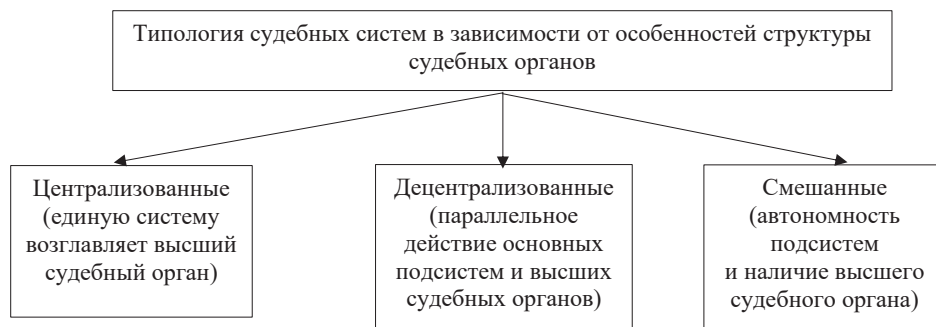 Типология судебных систем в зависимости от особенностей структуры
судебных органов
Централизованные
(единую систему
возглавляет высший
судебный орган)
Децентрализованные
(параллельное
действие основных
подсистем и высших
судебных органов)
Смешанные
(автономность
подсистем
и наличие высшего
судебного органа)